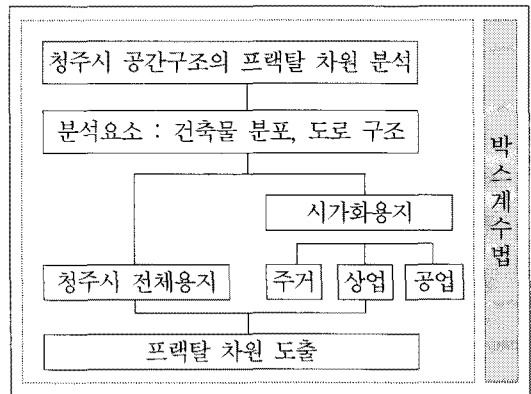 청주시 공간구조의 프랙탈 차원 분석
분석요소 : 건축물 분포, 도로 구조
시가화용지
청주시 전체용지
주거
상업
공업
프랙탈 차원 도출
박스계수법